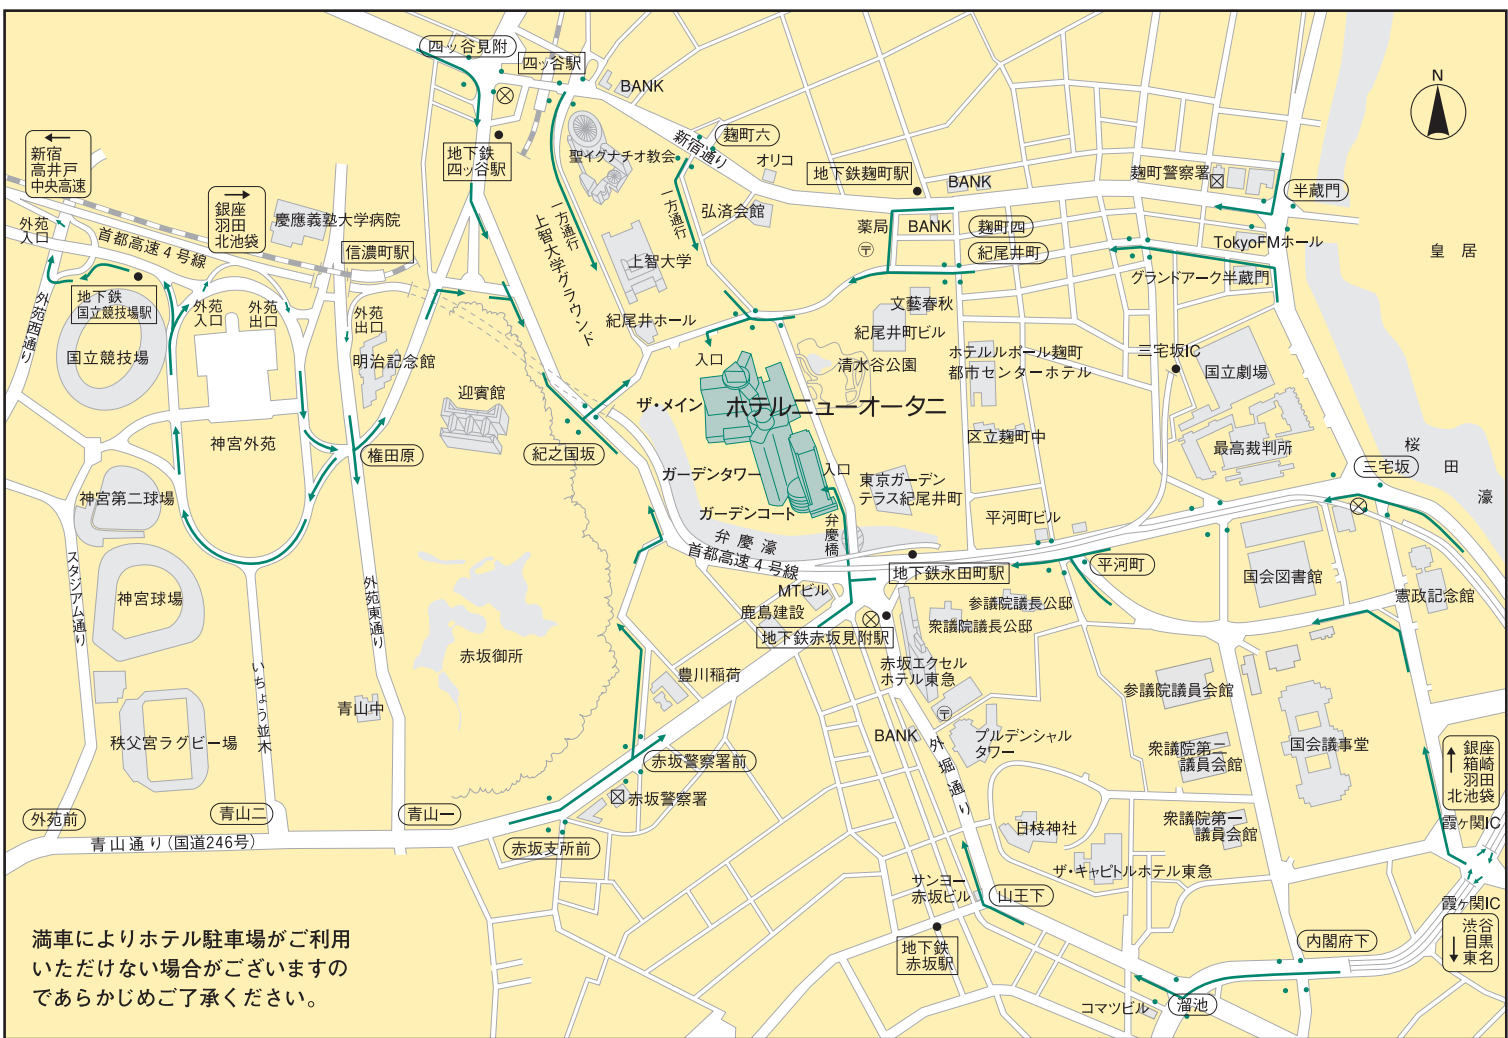 四ッ谷見附
四ッ谷駅
BANK
N
新宿
高井戸
中央高速
銀座
羽田
北池袋
慶應義塾大学病院
地下鉄
四ッ谷駅
聖イグナチオ教会
新宿通り
麹町六
オリコ
地下鉄麹町駅
BANK
麹町警察署
半蔵門
外苑
入口
首都高速4号線
信濃町駅
一方通行
上智大学グラウンド
一方通行
弘済会館
薬局
〒
BANK
麹町四
紀尾井町
TokyoFMホール
皇居
上智大学
グランドアーク半蔵門
地下鉄
国立競技場駅
外苑
入口
外苑
出口
外苑
出口
外苑西通り
国立競技場
紀尾井ホール
文藝春秋
紀尾井町ビル
清水谷公園
ホテルルポール麹町
都市センターホテル
三宅坂IC
国立劇場
明治記念館
迎賓館
入口
ザ・メイン
ホテルニューオータニ
神宮外苑
権田原
紀之国坂
区立麹町中
最高裁判所
桜田濠
三宅坂
神宮第二球場
ガーデンタワー
入口
東京ガーデン
テラス紀尾井町
ガーデンコート
弁慶橋
平河町ビル
弁慶濠
首都高速4号線
スタジアム通り
神宮球場
外苑東通り
地下鉄永田町駅
平河町
国会図書館
憲政記念館
MTビル
鹿島建設
参議院議長公邸
衆議院議長公邸
地下鉄赤坂見附駅
いちょう並木
赤坂御所
豊川稲荷
赤坂エクセル
ホテル東急
参議院議員会館
青山中
〒
BANK
外堀通り
プルデンシャル
タワー
秩父宮ラグビー場
赤坂警察署前
衆議院第二
議員会館
国会議事堂
銀座
箱崎
羽田
北池袋
赤坂警察署
外苑前
青山二
青山一
青山通り(国道246号)
赤坂支所前
日枝神社
衆議院第一
議員会館
霞ヶ関IC
ザ・キャピトルホテル東急
サンヨー
赤坂ビル
山王下
霞ヶ関IC
渋谷
目黒
東名
地下鉄
赤坂駅
内閣府下
コマツビル
溜池
満車によりホテル駐車場がご利用
いただけない場合がございますの
であらかじめご了承ください。